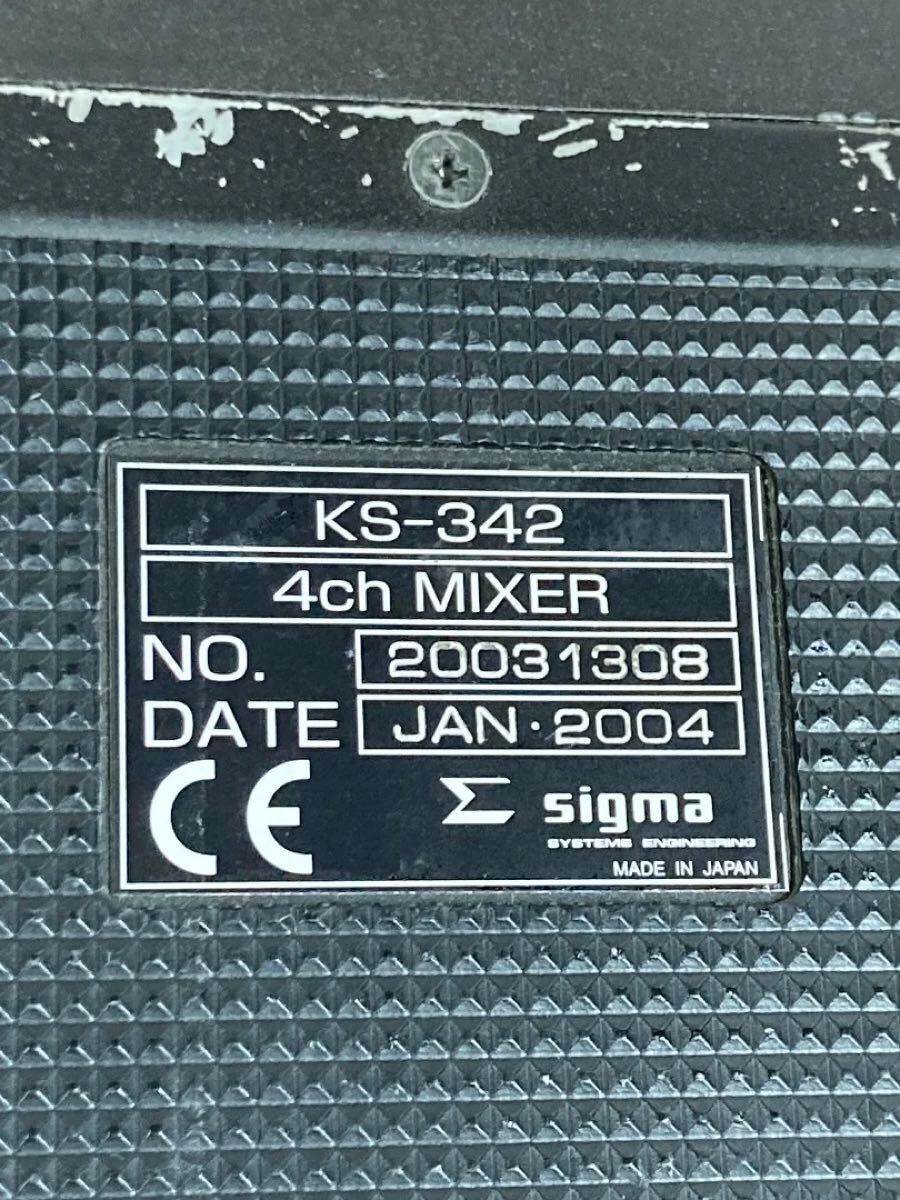 KS-342
4ch MIXER
NO. 20031308
DATE JAN·2004
CE Σ sigma
SYSTEMS ENGINEERING
MADE IN JAPAN